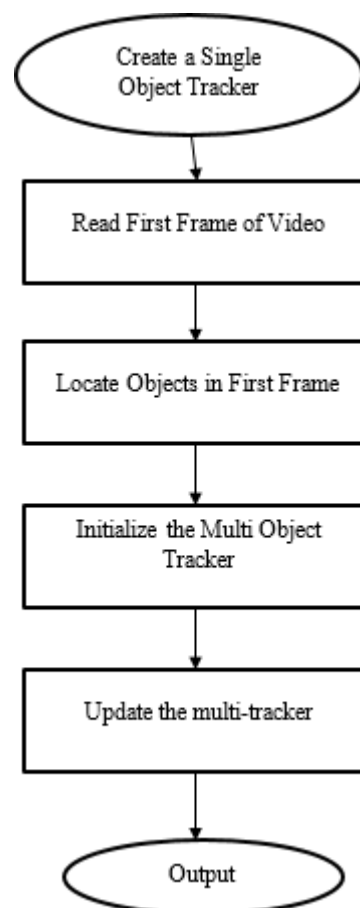 Create a Single
Object Tracker
Read First Frame of Video
Locate Objects in First Frame
Initialize the Multi Object
Tracker
Update the multi-tracker
Output